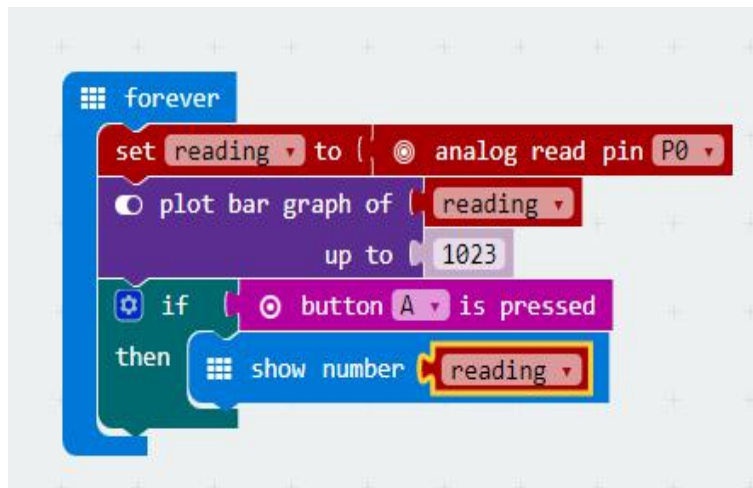 forever
set reading to analog read pin P0
plot bar graph of reading
up to 1023
if button A is pressed
then show number reading